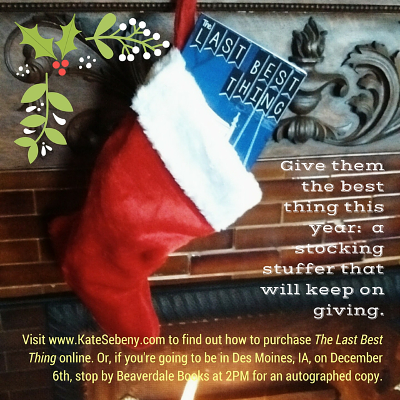 The
LAST BEST
THING
Give them
the best
thing this
year: a
stocking
stuffer that
will keep on
giving.
Visit www.KateSebeny.com to find out how to purchase The Last Best
Thing online. Or, if you're going to be in Des Moines, IA, on December
6th, stop by Beaverdale Books at 2PM for an autographed copy.